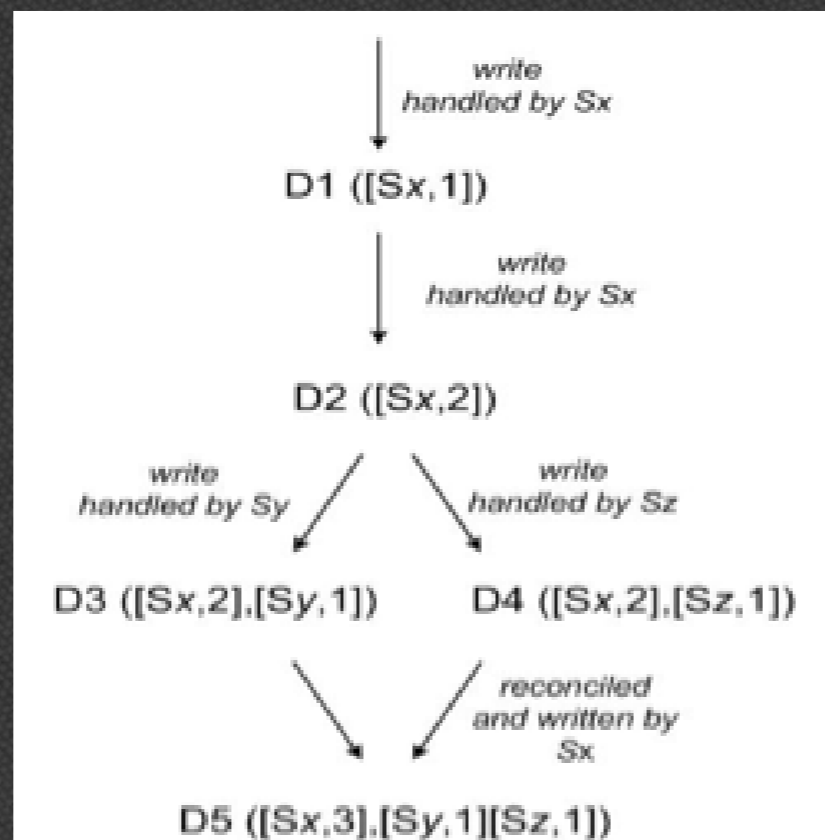 write
handled by Sx
D1 ([Sx,1])
write
handled by Sx
D2 ([Sx,2])
write
handled by Sy
write
handled by Sz
D3 ([Sx,2],[Sy,1])
D4 ([Sx,2],[Sz,1])
reconciled
and written by
Sx
D5 ([Sx,3],[Sy,1][Sz,1])